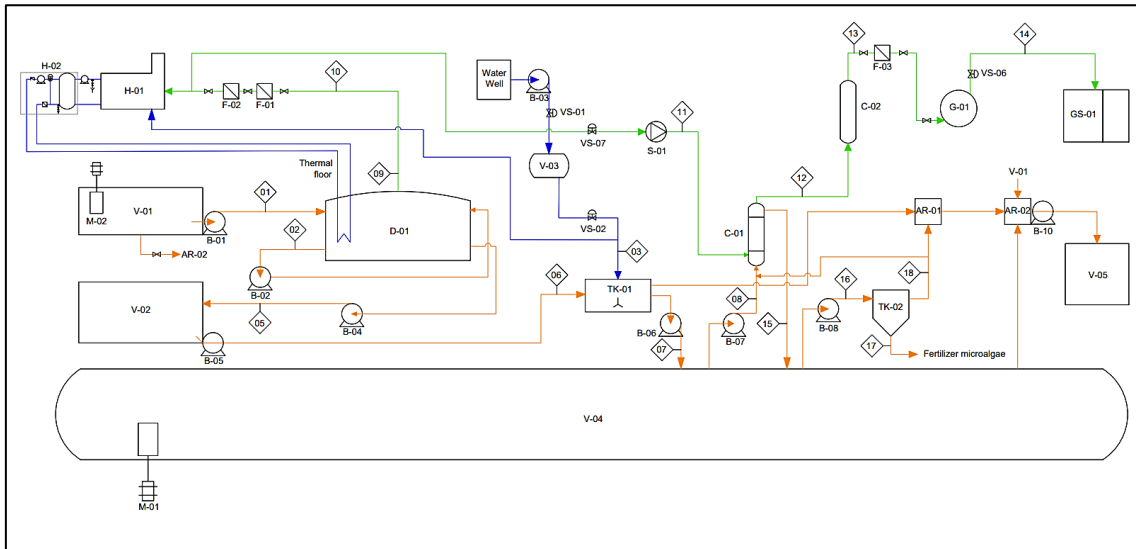 13
14
H-02
Water
Well
B-03
H-01
F-02
F-01
10
F-03
VS-06
G-01
GS-01
C-02
VS-01
11
VS-07
S-01
V-03
Thermal
floor
09
M-02
V-01
01
B-01
AR-02
02
D-01
B-02
VS-02
03
12
C-01
V-01
AR-01
AR-02
B-10
V-05
V-02
05
B-04
B-05
06
TK-01
B-06
07
08
B-07
15
16
B-08
TK-02
18
17
Fertilizer microalgae
V-04
M-01